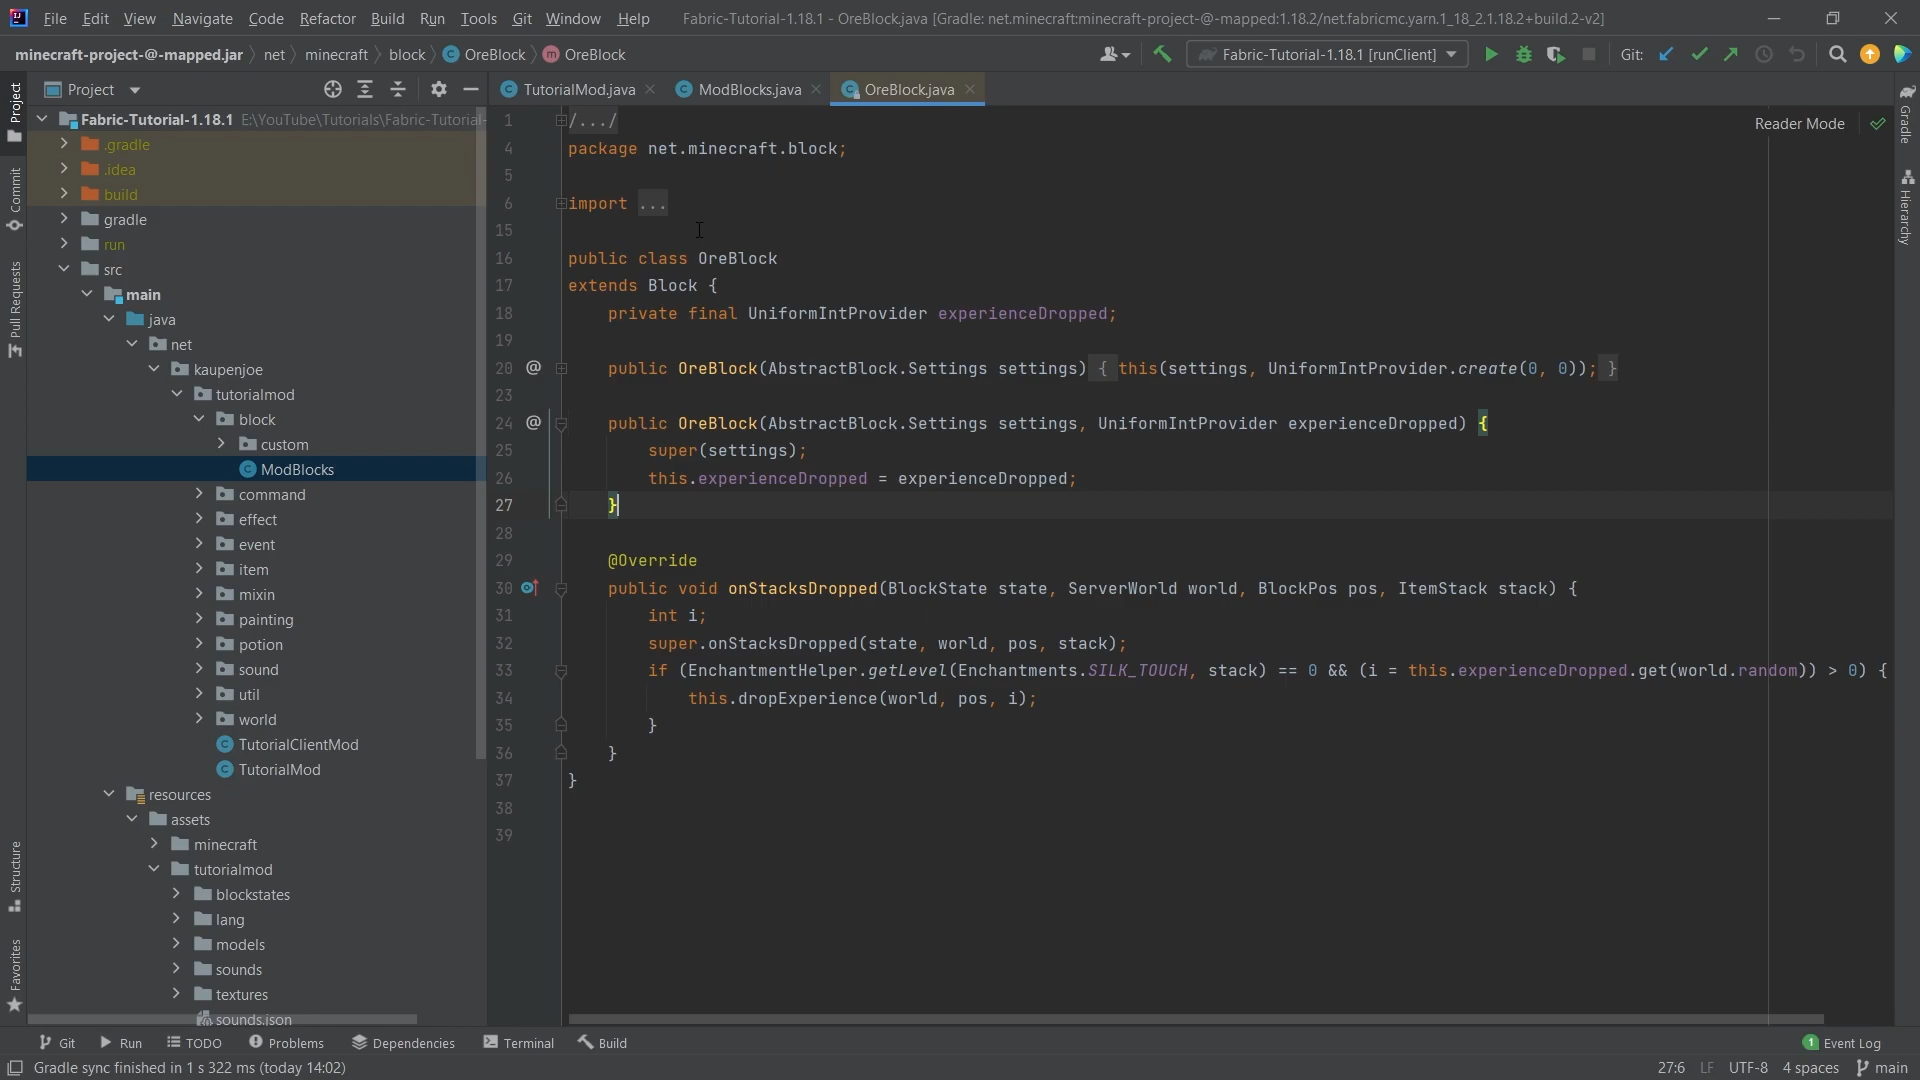 File Edit View Navigate Code Refactor Build Run Tools Git Window Help Fabric-Tutorial-1.18.1 - OreBlock.java [Gradle: net.minecraft:minecraft-project-@-mapped:1.18.2/net.fabricmc.yarn.1_18_2.1.18.2+build.2-v2]
minecraft-project-@-mapped.jar net minecraft block OreBlock OreBlock Fabric-Tutorial-1.18.1 [runClient] Git:
Project TutorialMod.java ModBlocks.java OreBlock.java
Reader Mode
Project
Commit
Pull Requests
Structure
Favorites
Gradle
Hierarchy
Fabric-Tutorial-1.18.1 E:\YouTube\Tutorials\Fabric-Tutorial-
.gradle
.idea
build
gradle
run
src
main
java
net
kaupenjoe
tutorialmod
block
custom
ModBlocks
command
effect
event
item
mixin
painting
potion
sound
util
world
TutorialClientMod
TutorialMod
resources
assets
minecraft
tutorialmod
blockstates
lang
models
sounds
textures
sounds.json
1 /.../
4 package net.minecraft.block;
5
6 import ...
15
16 public class OreBlock
17 extends Block {
18 private final UniformIntProvider experienceDropped;
19
20 @ public OreBlock(AbstractBlock.Settings settings) { this(settings, UniformIntProvider.create(0, 0)); }
23
24 @ public OreBlock(AbstractBlock.Settings settings, UniformIntProvider experienceDropped) {
25 super(settings);
26 this.experienceDropped = experienceDropped;
27 }
28
29 @Override
30 public void onStacksDropped(BlockState state, ServerWorld world, BlockPos pos, ItemStack stack) {
31 int i;
32 super.onStacksDropped(state, world, pos, stack);
33 if (EnchantmentHelper.getLevel(Enchantments.SILK_TOUCH, stack) == 0 && (i = this.experienceDropped.get(world.random)) > 0) {
34 this.dropExperience(world, pos, i);
35 }
36 }
37 }
38
39
Git Run TODO Problems Dependencies Terminal Build 1 Event Log
Gradle sync finished in 1 s 322 ms (today 14:02) 27:6 LF UTF-8 4 spaces main